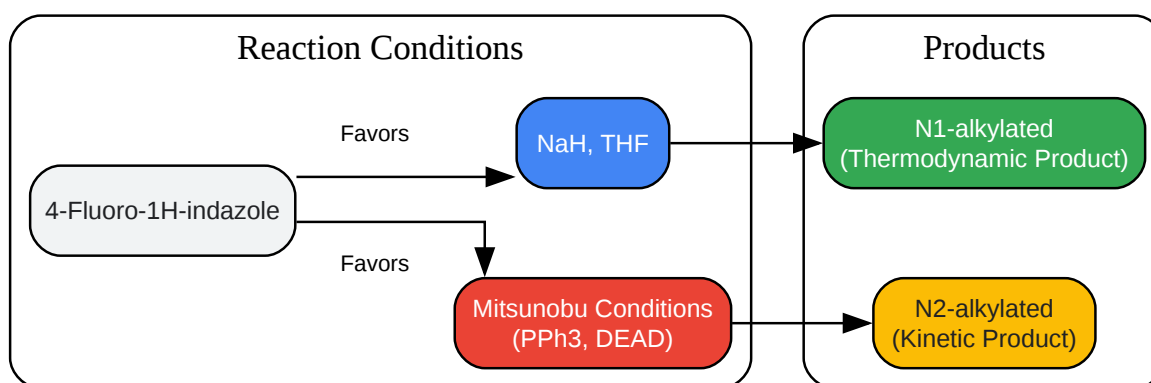 Reaction Conditions
Products
Favors
NaH, THF
N1-alkylated
(Thermodynamic Product)
4-Fluoro-1H-indazole
Favors
Mitsunobu Conditions
(PPh3, DEAD)
N2-alkylated
(Kinetic Product)